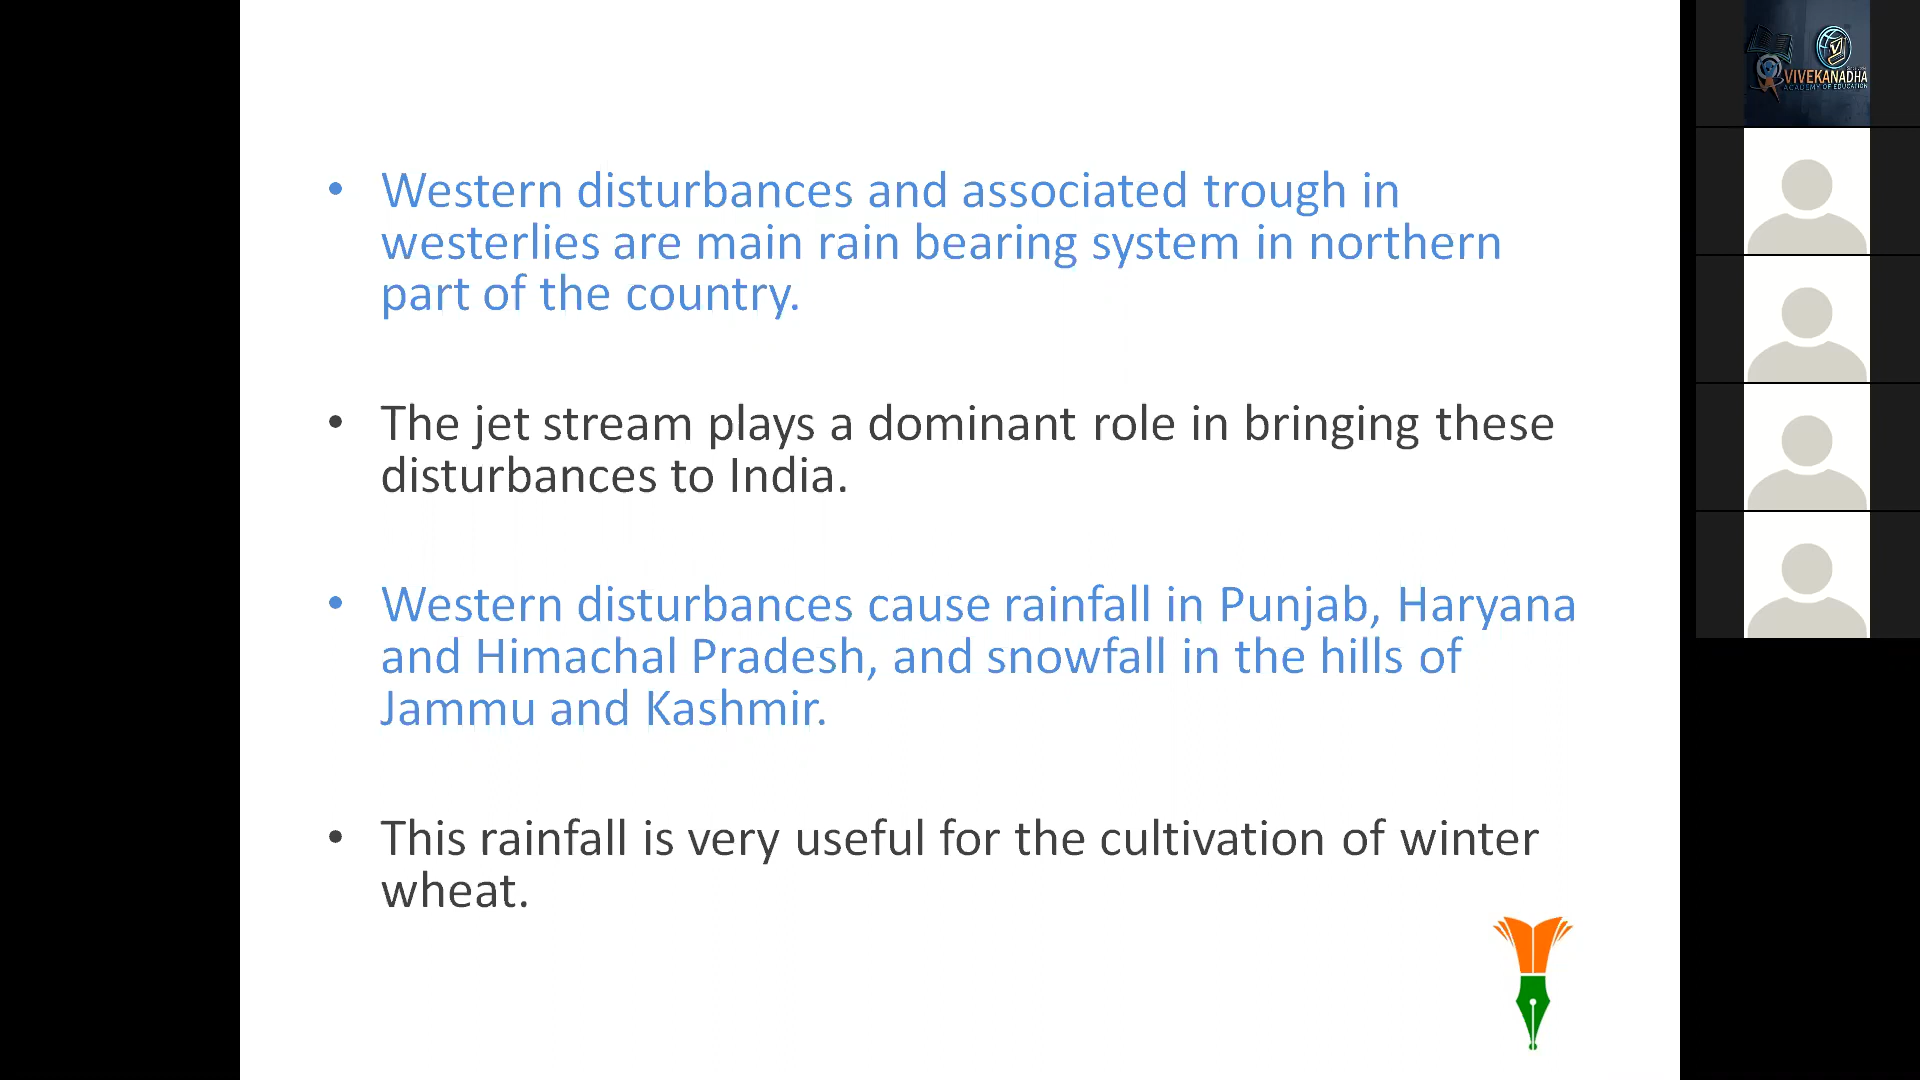 • Western disturbances and associated trough in
westerlies are main rain bearing system in northern
part of the country.
• The jet stream plays a dominant role in bringing these
disturbances to India.
• Western disturbances cause rainfall in Punjab, Haryana
and Himachal Pradesh, and snowfall in the hills of
Jammu and Kashmir.
• This rainfall is very useful for the cultivation of winter
wheat.
VIVEKANADHA
ACADEMY OF EDUCATION